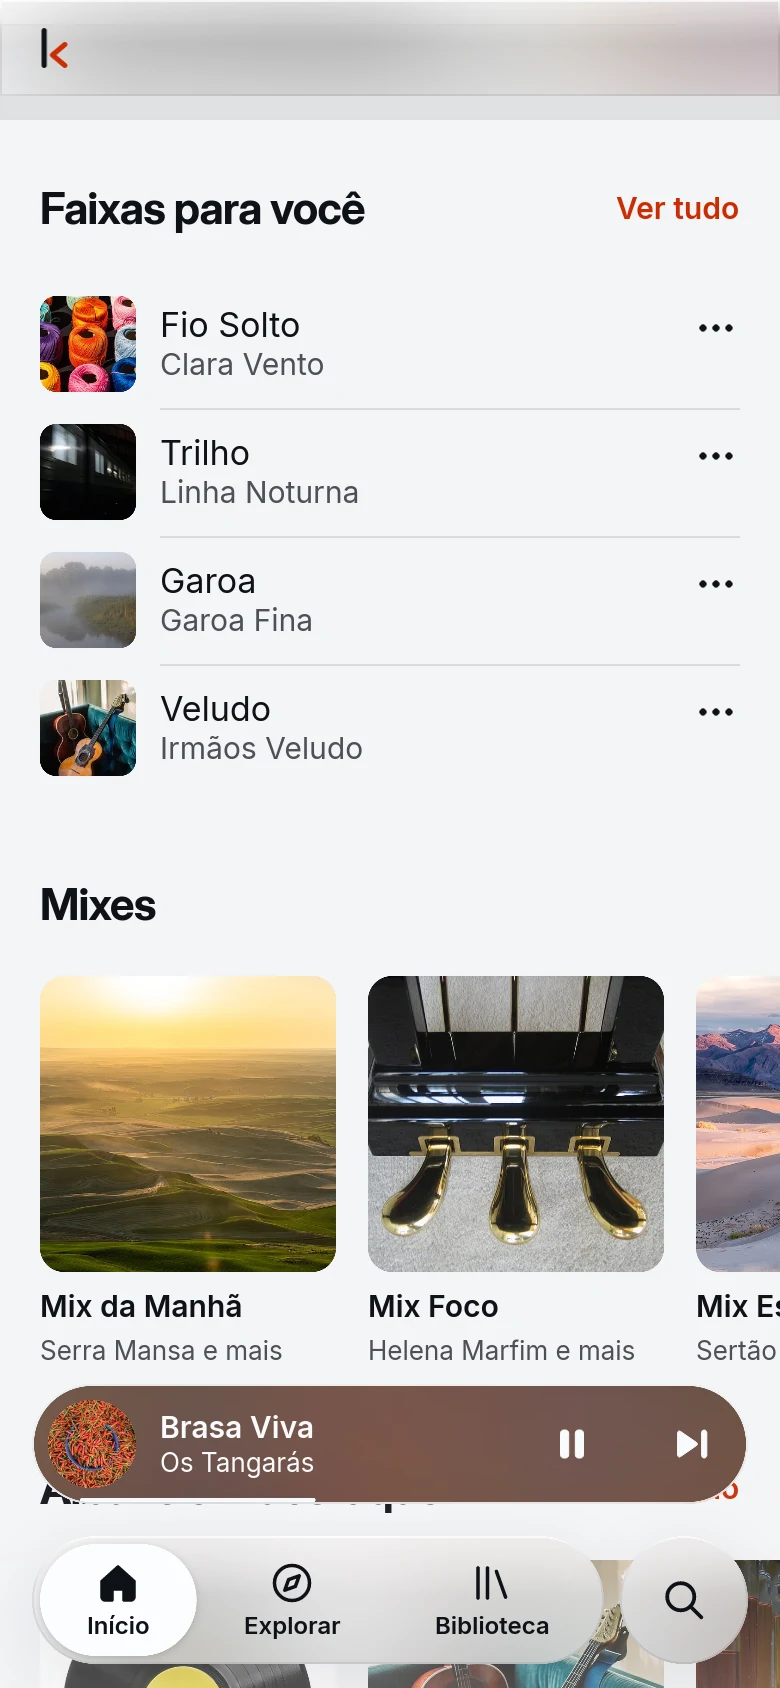 Faixas para você
Ver tudo
Fio Solto
Clara Vento
Trilho
Linha Noturna
Garoa
Garoa Fina
Veludo
Irmãos Veludo
Mixes
Mix da Manhã
Serra Mansa e mais
Mix Foco
Helena Marfim e mais
Mix
Sertão
Brasa Viva
Os Tangarás
Início
Explorar
Biblioteca